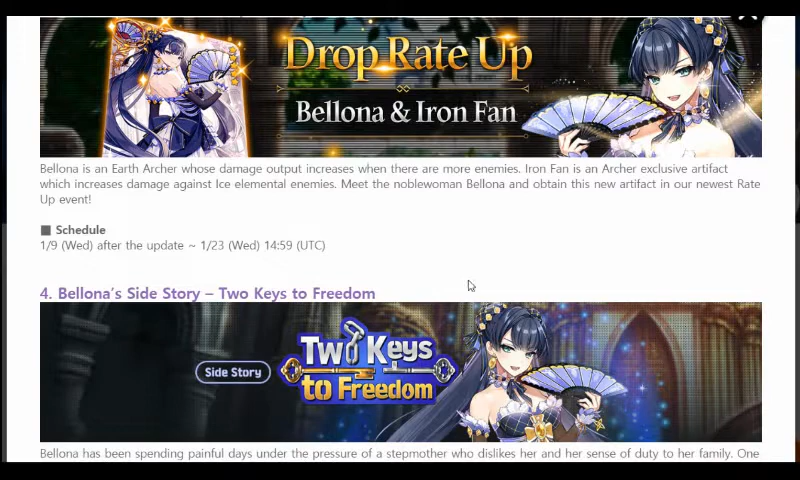 Drop Rate Up
Bellona & Iron Fan
Bellona is an Earth Archer whose damage output increases when there are more enemies. Iron Fan is an Archer exclusive artifact
which increases damage against Ice elemental enemies. Meet the noblewoman Bellona and obtain this new artifact in our newest Rate
Up event!
■ Schedule
1/9 (Wed) after the update ~ 1/23 (Wed) 14:59 (UTC)
4. Bellona's Side Story – Two Keys to Freedom
Side Story
Two Keys
to Freedom
Bellona has been spending painful days under the pressure of a stepmother who dislikes her and her sense of duty to her family. One